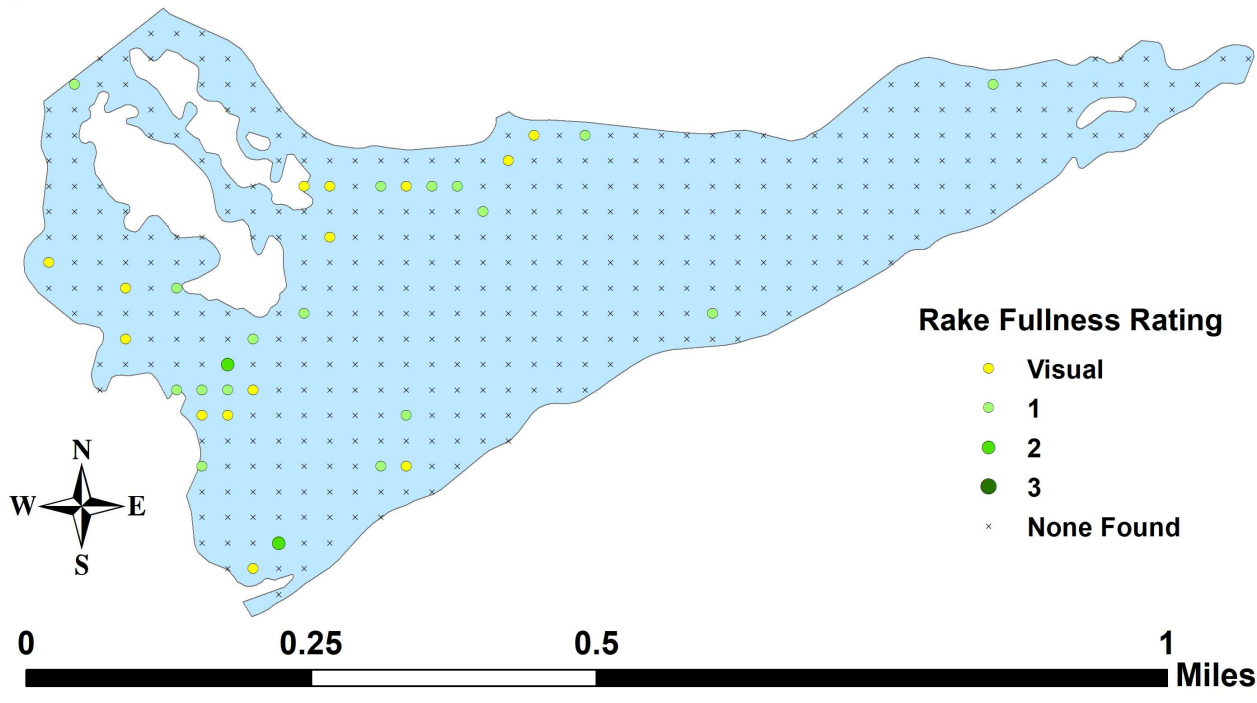 Rake Fullness Rating
Visual
1
2
3
None Found
N
W E
S
0 0.25 0.5 1
Miles